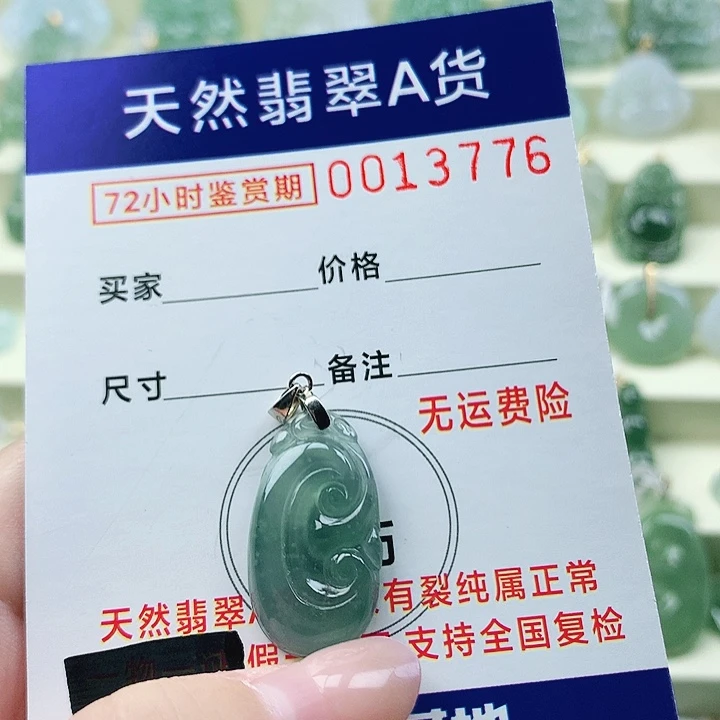 天然翡翠A货
72小时鉴赏期 0013776
买家 价格
尺寸 备注
无运费险
天然翡翠 有裂纯属正常
假 支持全国复检